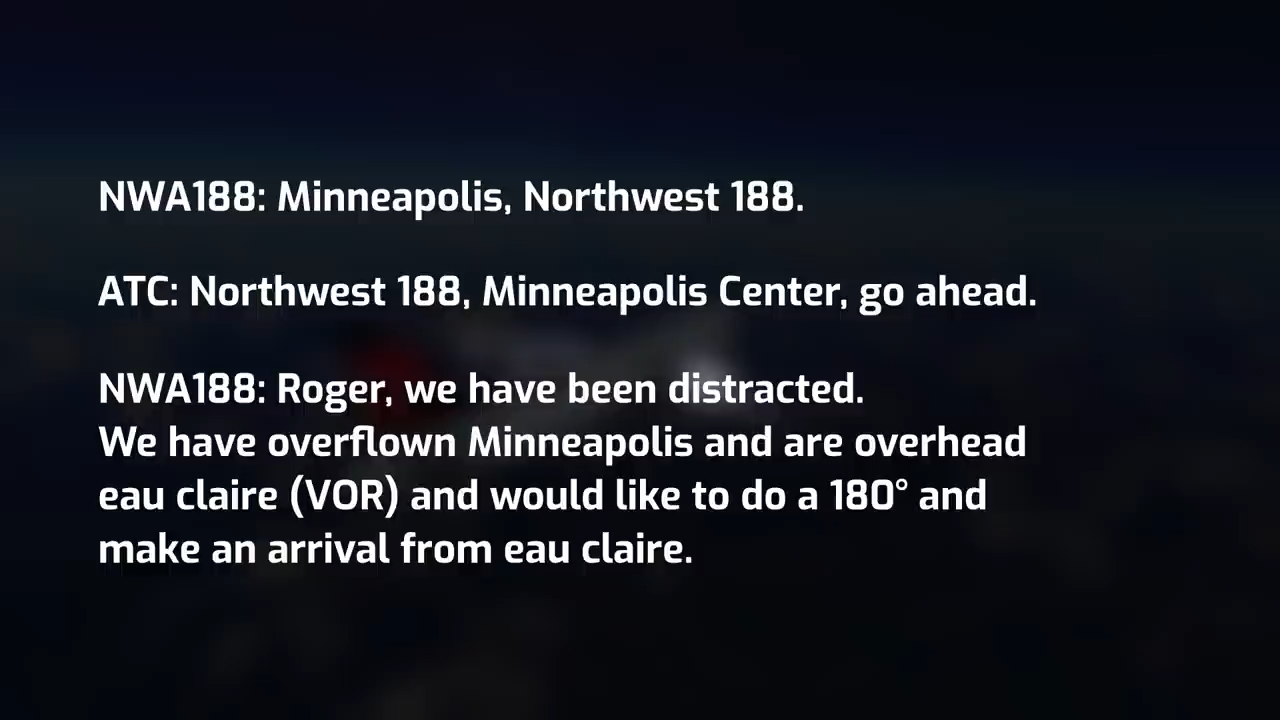 NWA188: Minneapolis, Northwest 188.
ATC: Northwest 188, Minneapolis Center, go ahead.
NWA188: Roger, we have been distracted.
We have overflown Minneapolis and are overhead
eau claire (VOR) and would like to do a 180° and
make an arrival from eau claire.